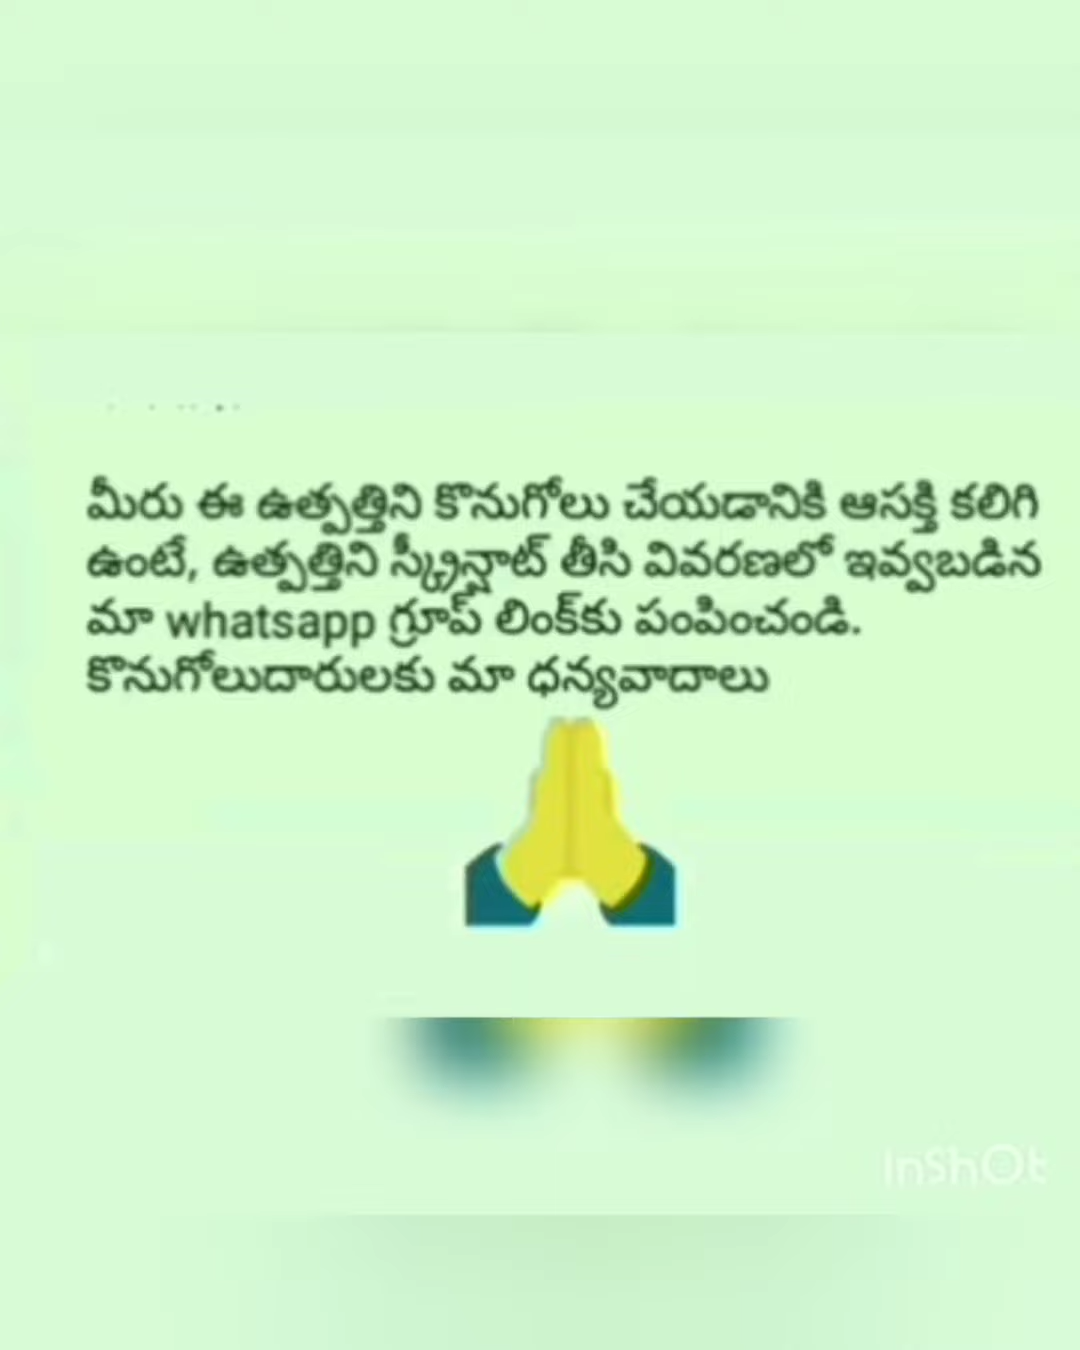 మీరు ఈ ఉత్పత్తిని కొనుగోలు చేయడానికి ఆసక్తి కలిగి
ఉంటే, ఉత్పత్తిని స్క్రీన్షాట్ తీసి వివరణలో ఇవ్వబడిన
మా whatsapp గ్రూప్ లింక్‌కు పంపించండి.
కొనుగోలుదారులకు మా ధన్యవాదాలు
InShOt